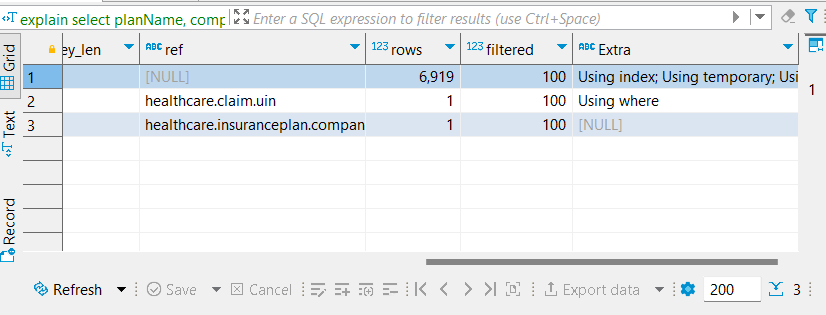 explain select planName, comp Enter a SQL expression to filter results (use Ctrl+Space)
Grid
Text
Record
ey_len ABC ref 123 rows 123 filtered ABC Extra
1 [NULL] 6,919 100 Using index; Using temporary; Usi
2 healthcare.claim.uin 1 100 Using where
3 healthcare.insuranceplan.compan 1 100 [NULL]
1
Refresh Save Cancel Export data 200 3